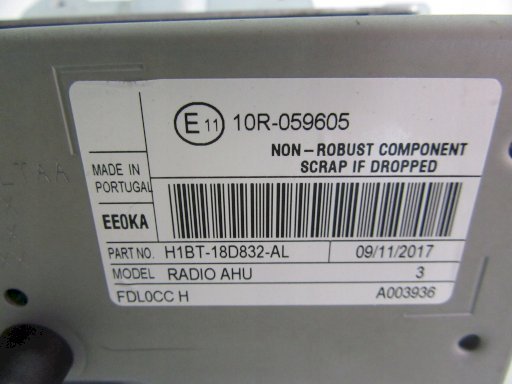 E11 10R-059605
NON-ROBUST COMPONENT
SCRAP IF DROPPED
MADE IN
PORTUGAL
EE0KA
PART NO. H1BT-18D832-AL 09/11/2017
MODEL RADIO AHU 3
FDL0CC H A003936